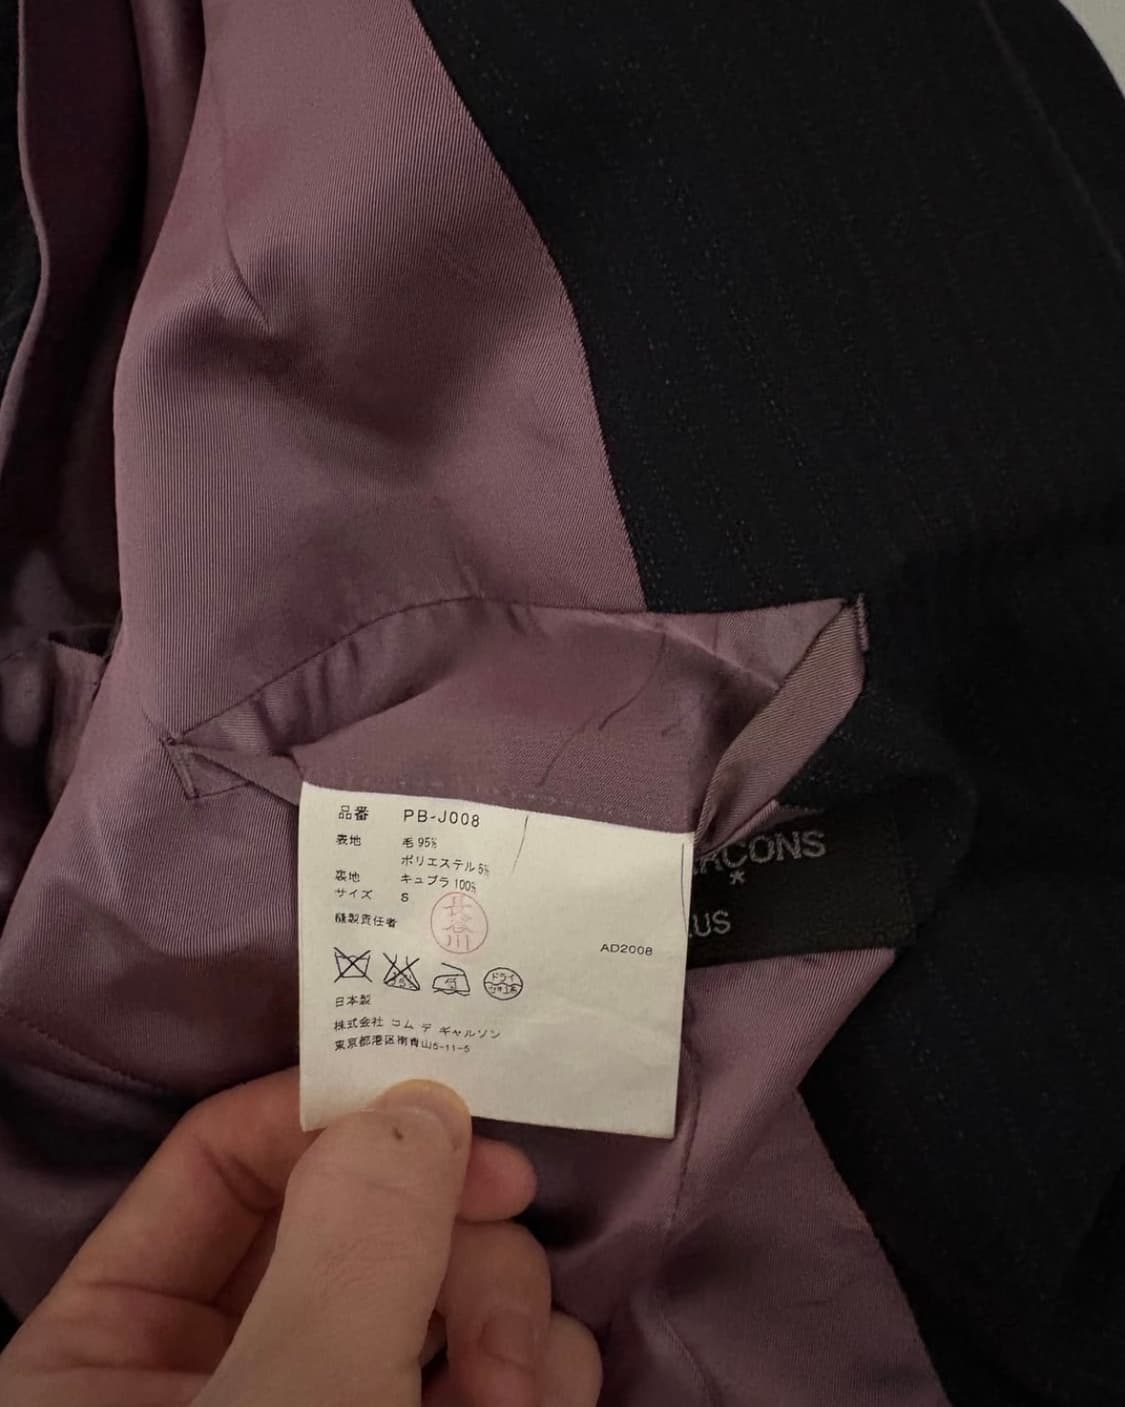 品番 PB-J008
表地 毛 95%
ポリエステル 5%
裏地 キュプラ 100%
サイズ S
縫製責任者 長谷川
AD2008
ドライ
日本製
株式会社 コム デ ギャルソン
東京都港区南青山5-11-5